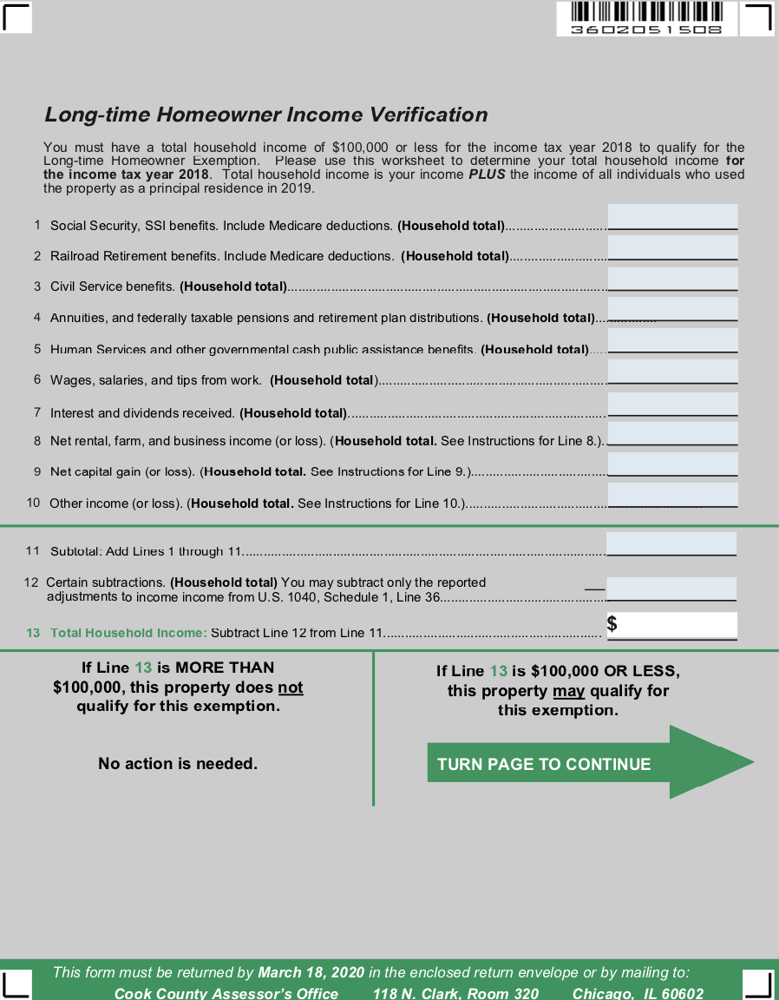 3602051508
Long-time Homeowner Income Verification
You must have a total household income of $100,000 or less for the income tax year 2018 to qualify for the
Long-time Homeowner Exemption. Please use this worksheet to determine your total household income for
the income tax year 2018. Total household income is your income PLUS the income of all individuals who used
the property as a principal residence in 2019.
1 Social Security, SSI benefits. Include Medicare deductions. (Household total)............................
2 Railroad Retirement benefits. Include Medicare deductions. (Household total)...........................
3 Civil Service benefits. (Household total)........................................................................................
4 Annuities, and federally taxable pensions and retirement plan distributions. (Household total).................
5 Human Services and other governmental cash public assistance benefits. (Household total).....
6 Wages, salaries, and tips from work. (Household total)...............................................................
7 Interest and dividends received. (Household total).......................................................................
8 Net rental, farm, and business income (or loss). (Household total. See Instructions for Line 8.)..
9 Net capital gain (or loss). (Household total. See Instructions for Line 9.)......................................
10 Other income (or loss). (Household total. See Instructions for Line 10.).................................................................
11 Subtotal: Add Lines 1 through 11....................................................................................................
12 Certain subtractions. (Household total) You may subtract only the reported
adjustments to income income from U.S. 1040, Schedule 1, Line 36...............................................
13 Total Household Income: Subtract Line 12 from Line 11............................................................
$
If Line 13 is MORE THAN
$100,000, this property does not
qualify for this exemption.
No action is needed.
If Line 13 is $100,000 OR LESS,
this property may qualify for
this exemption.
TURN PAGE TO CONTINUE
This form must be returned by March 18, 2020 in the enclosed return envelope or by mailing to:
Cook County Assessor's Office 118 N. Clark, Room 320 Chicago, IL 60602